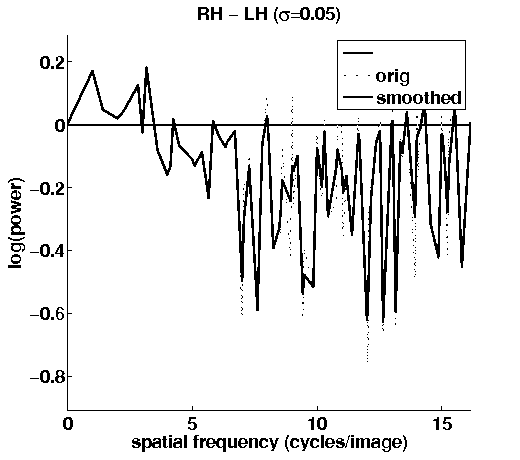 RH − LH (σ=0.05)
orig
smoothed
0.2
0
−0.2
−0.4
−0.6
−0.8
log(power)
0 5 10 15
spatial frequency (cycles/image)